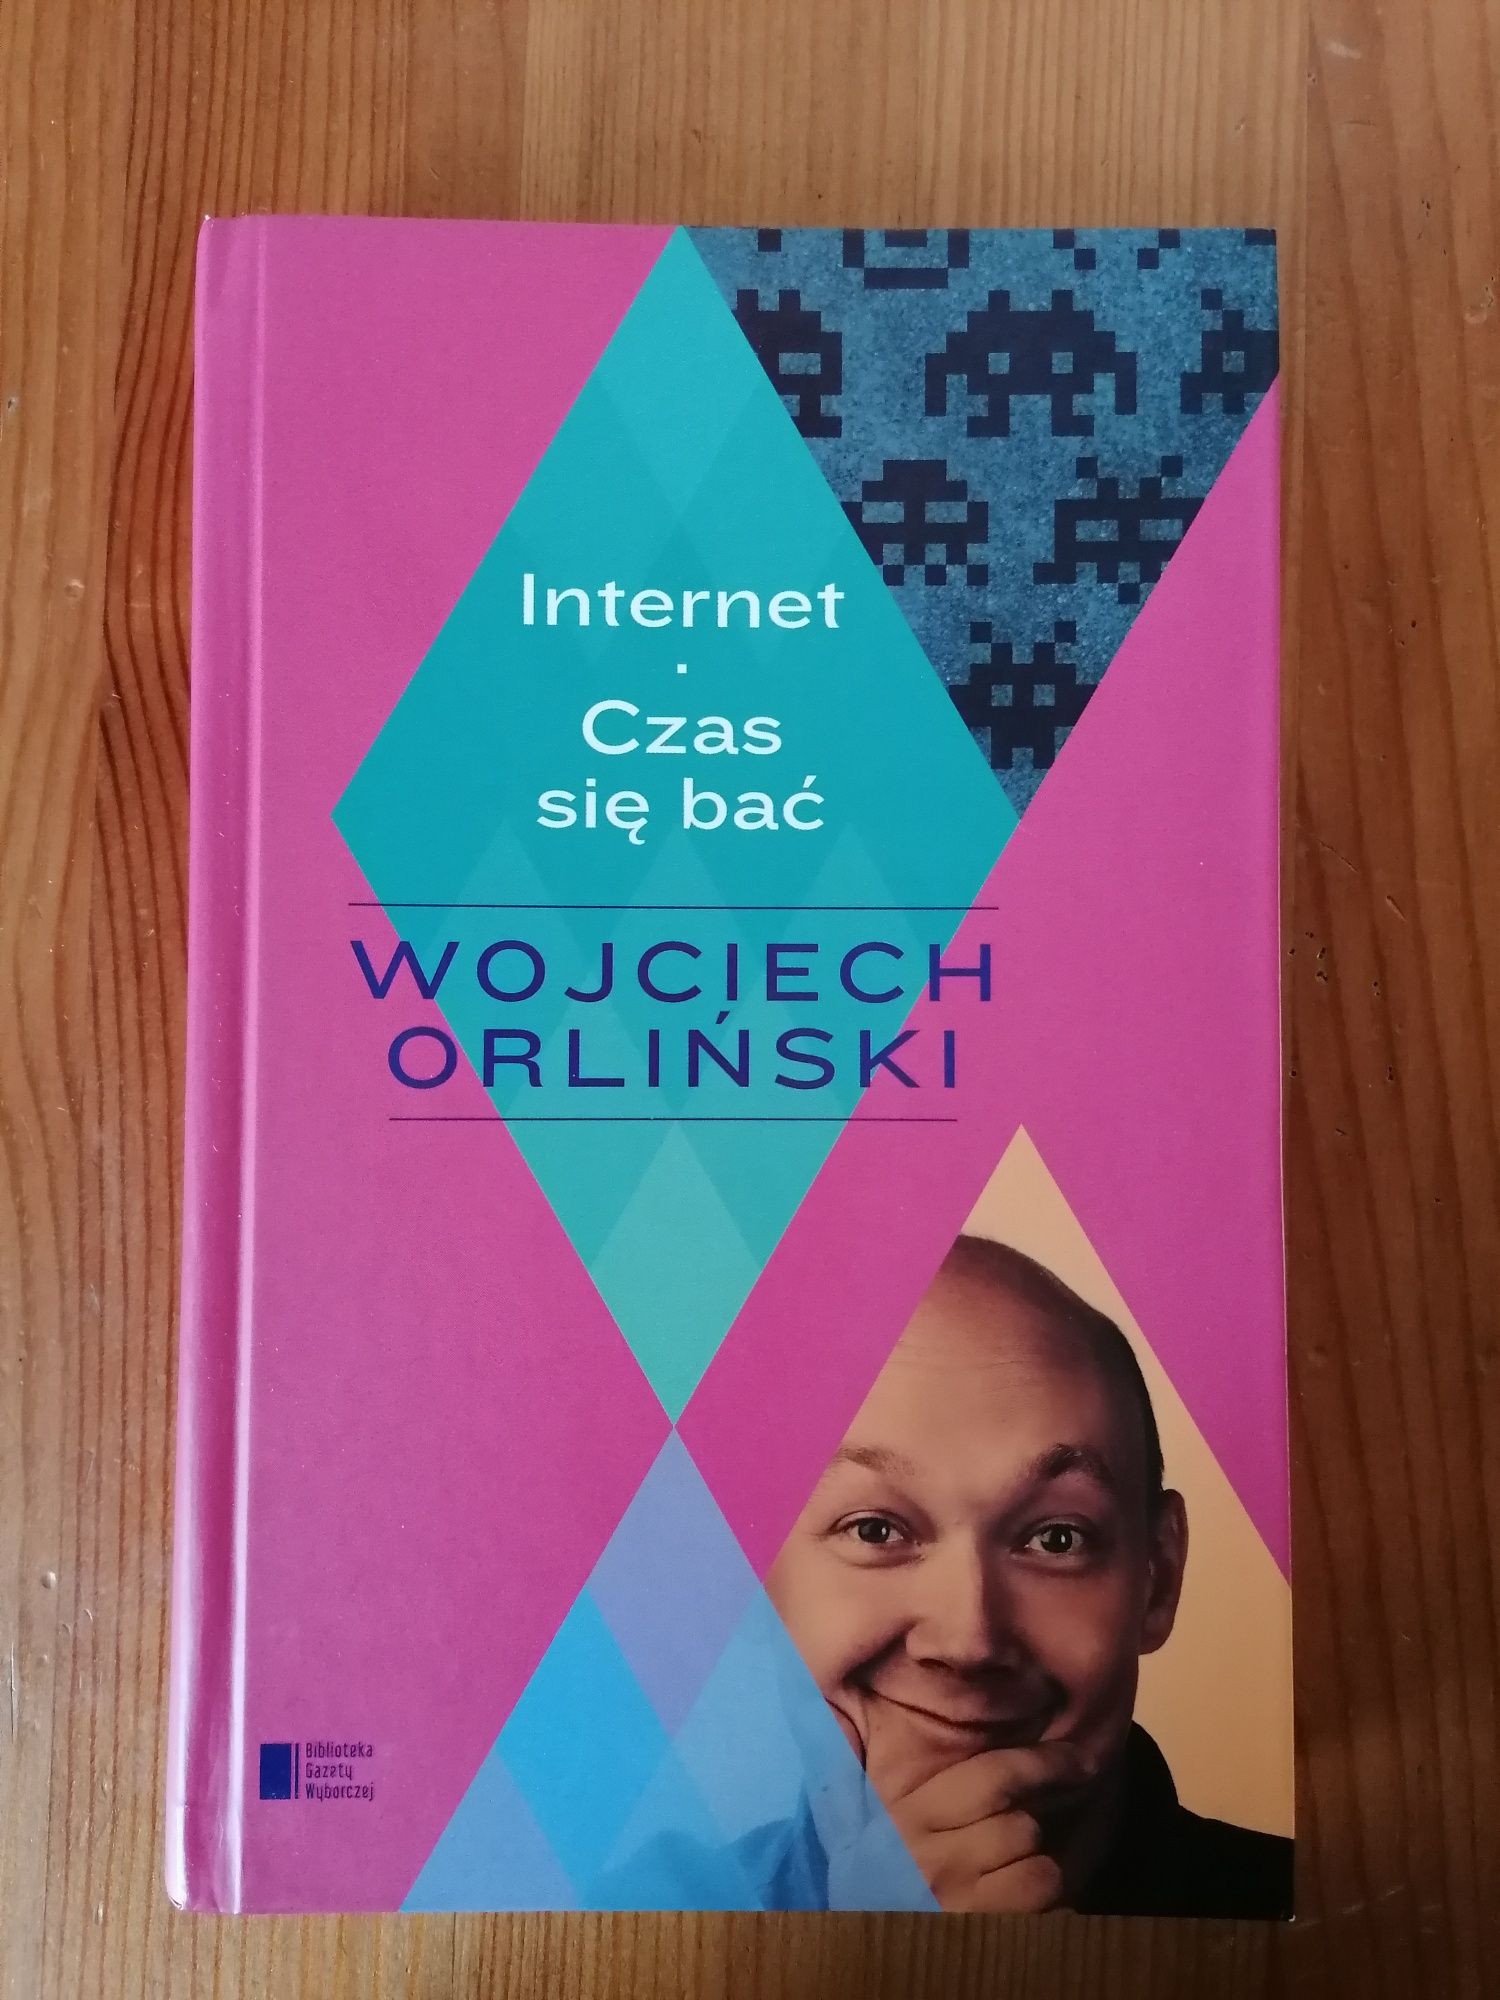 Internet
·
Czas
się bać
WOJCIECH
ORLIŃSKI
Biblioteka
Gazety
Wyborczej